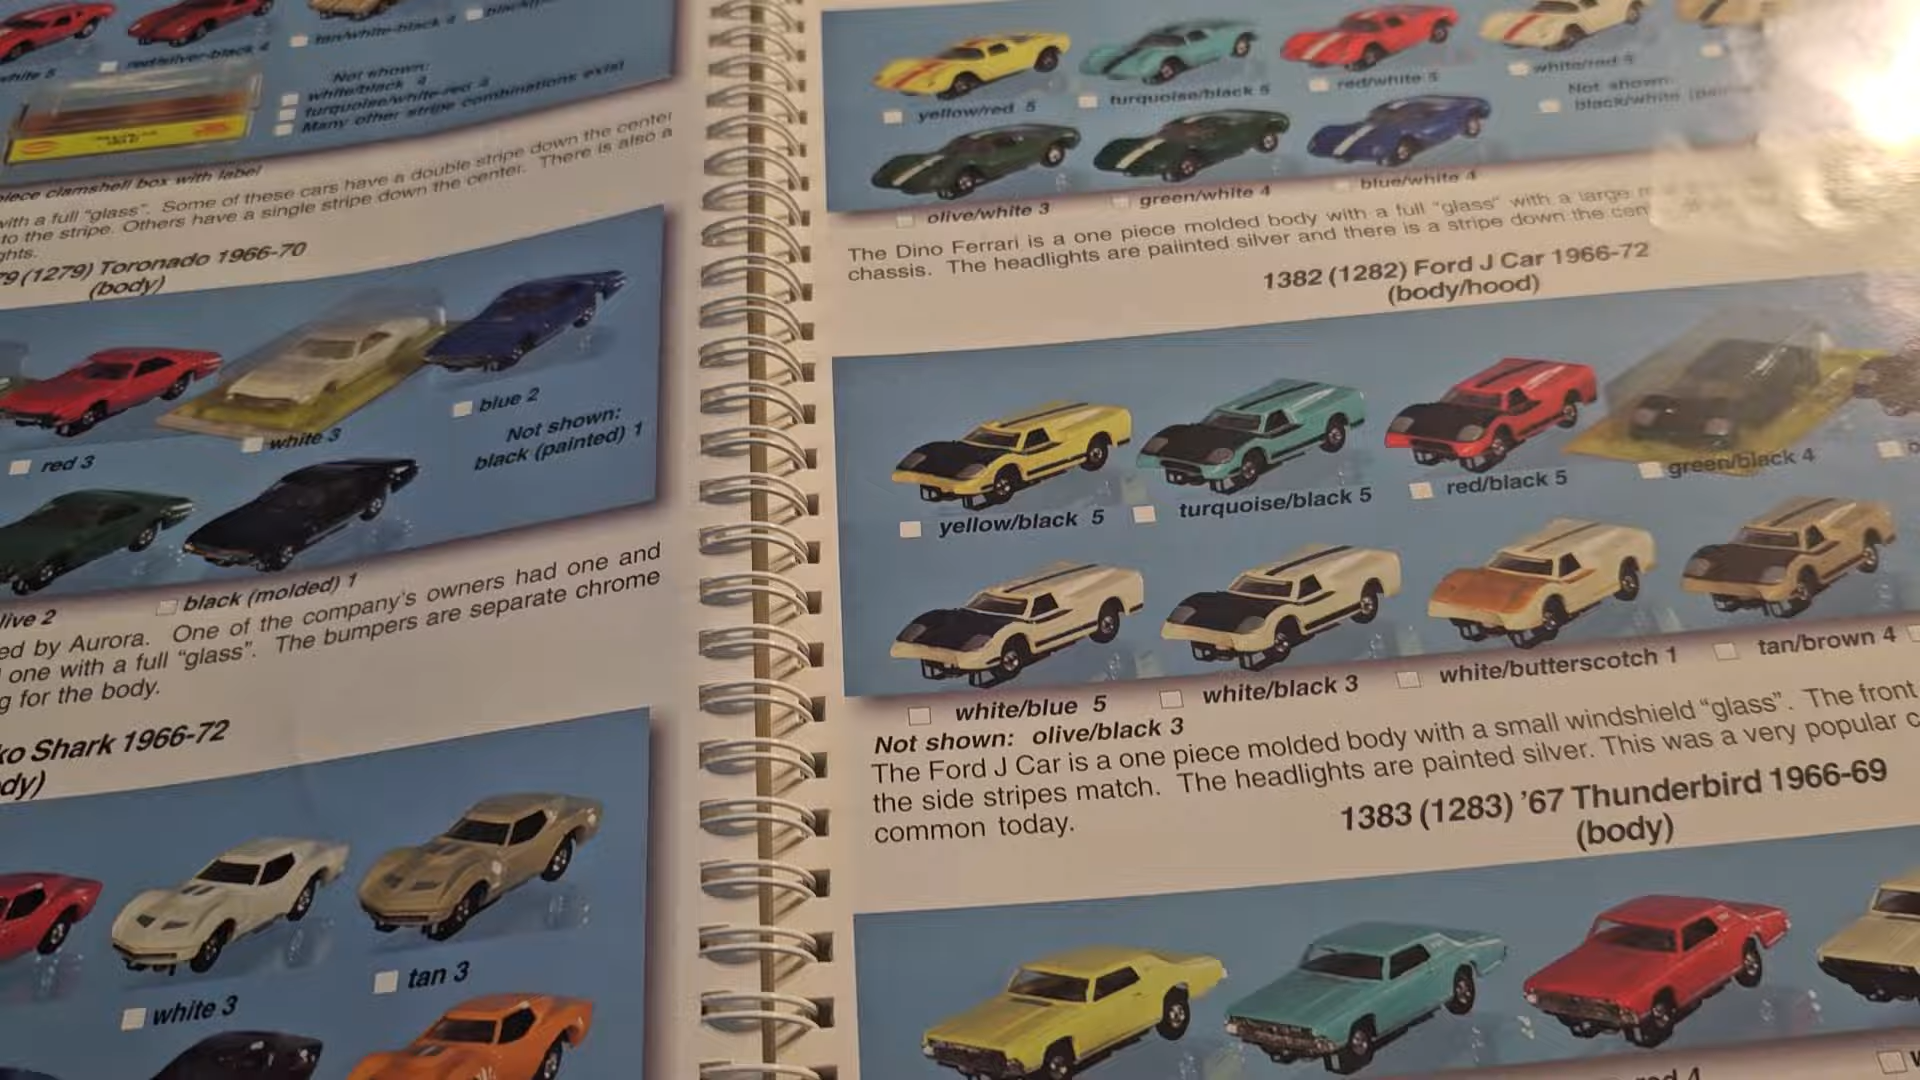 white 5
red/silver-black 4
tan/white-black 4
Not shown:
white/black 4
turquoise/white-red 4
Many other stripe combinations exist
piece clamshell box with label
with a full "glass". Some of these cars have a double stripe down the center
to the stripe. Others have a single stripe down the center. There is also a
ghts.
79 (1279) Toronado 1966-70
(body)
red 3
white 3
blue 2
Not shown:
black (painted) 1
live 2
black (molded) 1
ed by Aurora. One of the company's owners had one and
one with a full "glass". The bumpers are separate chrome
g for the body.
ko Shark 1966-72
dy)
white 3
tan 3
yellow/red 5
turquoise/black 5
red/white 5
white/red 5
Not shown:
black/white
olive/white 3
green/white 4
blue/white 4
The Dino Ferrari is a one piece molded body with a full "glass" with a large
chassis. The headlights are paiinted silver and there is a stripe down the cen
1382 (1282) Ford J Car 1966-72
(body/hood)
yellow/black 5
turquoise/black 5
red/black 5
green/black 4
white/blue 5
white/black 3
white/butterscotch 1
tan/brown 4
Not shown: olive/black 3
The Ford J Car is a one piece molded body with a small windshield "glass". The front
the side stripes match. The headlights are painted silver. This was a very popular c
common today.
1383 (1283) '67 Thunderbird 1966-69
(body)
red 4